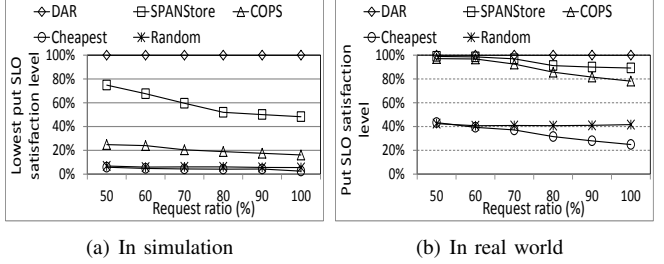 DAR SPANStore COPS
Cheapest Random
100%
80%
60%
40%
20%
0%
Lowest put SLO
satisfaction level
50 60 70 80 90 100
Request ratio (%)
(a) In simulation
DAR SPANStore COPS
Cheapest Random
100%
80%
60%
40%
20%
0%
Put SLO satisfaction
level
50 60 70 80 90 100
Request ratio (%)
(b) In real world